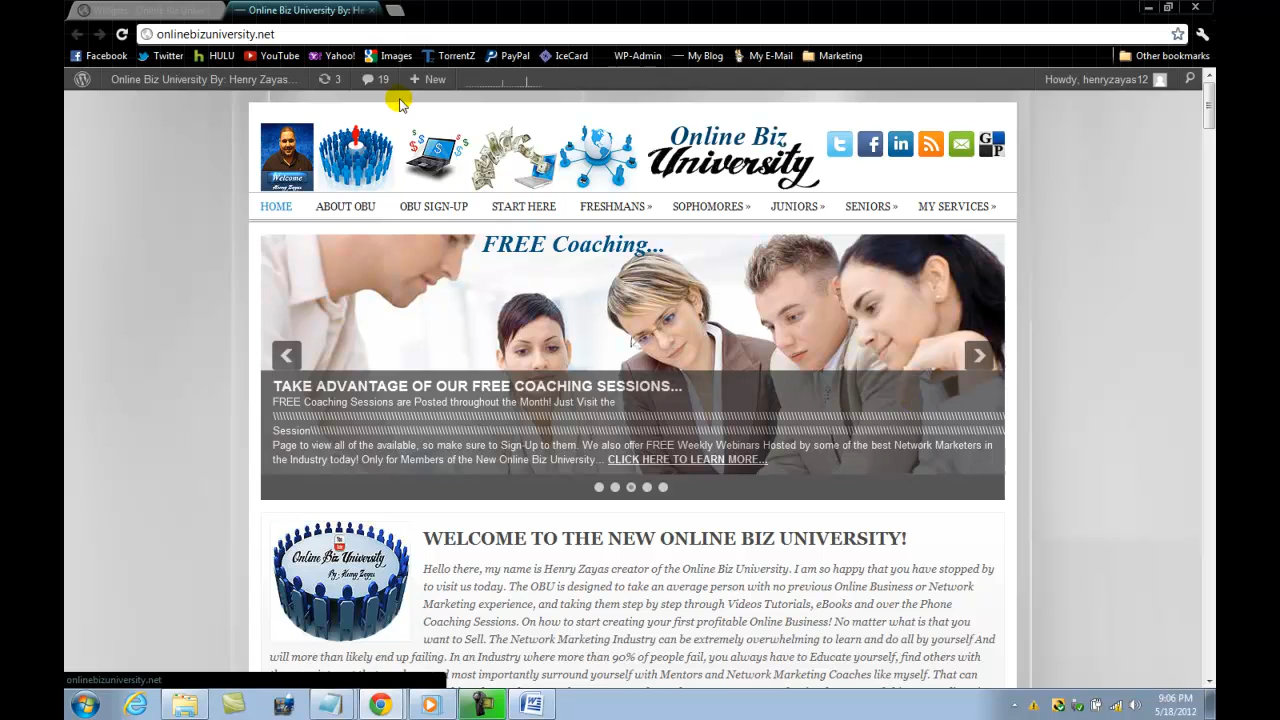 Online Biz University By: He
onlinebizuniversity.net
Facebook Twitter HULU YouTube Yahoo! Images TorrentZ PayPal IceCard WP-Admin My Blog My E-Mail Marketing Other bookmarks
Online Biz University By: Henry Zayas... 3 19 New Howdy, henryzayas12
Welcome
Henry Zayas
Online Biz
University
G
P
HOME ABOUT OBU OBU SIGN-UP START HERE FRESHMANS » SOPHOMORES » JUNIORS » SENIORS » MY SERVICES »
FREE Coaching...
TAKE ADVANTAGE OF OUR FREE COACHING SESSIONS...
FREE Coaching Sessions are Posted throughout the Month! Just Visit the
Session
Page to view all of the available, so make sure to Sign-Up to them. We also offer FREE Weekly Webinars Hosted by some of the best Network Marketers in
the Industry today! Only for Members of the New Online Biz University... CLICK HERE TO LEARN MORE...
Online Biz University
By: Henry Zayas
WELCOME TO THE NEW ONLINE BIZ UNIVERSITY!
Hello there, my name is Henry Zayas creator of the Online Biz University. I am so happy that you have stopped by
to visit us today. The OBU is designed to take an average person with no previous Online Business or Network
Marketing experience, and taking them step by step through Videos Tutorials, eBooks and over the Phone
Coaching Sessions. On how to start creating your first profitable Online Business! No matter what is that you
want to Sell. The Network Marketing Industry can be extremely overwhelming to learn and do all by yourself And
will more than likely end up failing. In an Industry where more than 90% of people fail, you always have to Educate yourself, find others with
most importantly surround yourself with Mentors and Network Marketing Coaches like myself. That can
onlinebizuniversity.net
9:06 PM
5/18/2012